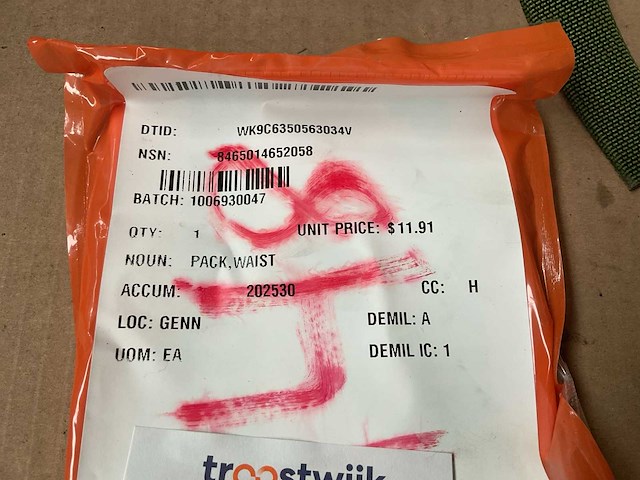 DTID: WK9C6350563034V
NSN: 8465014652058
BATCH: 1006930047
QTY: 1 UNIT PRICE: $11.91
NOUN: PACK,WAIST
ACCUM: 202530 CC: H
LOC: GENN DEMIL: A
UOM: EA DEMIL IC: 1
troostwijk